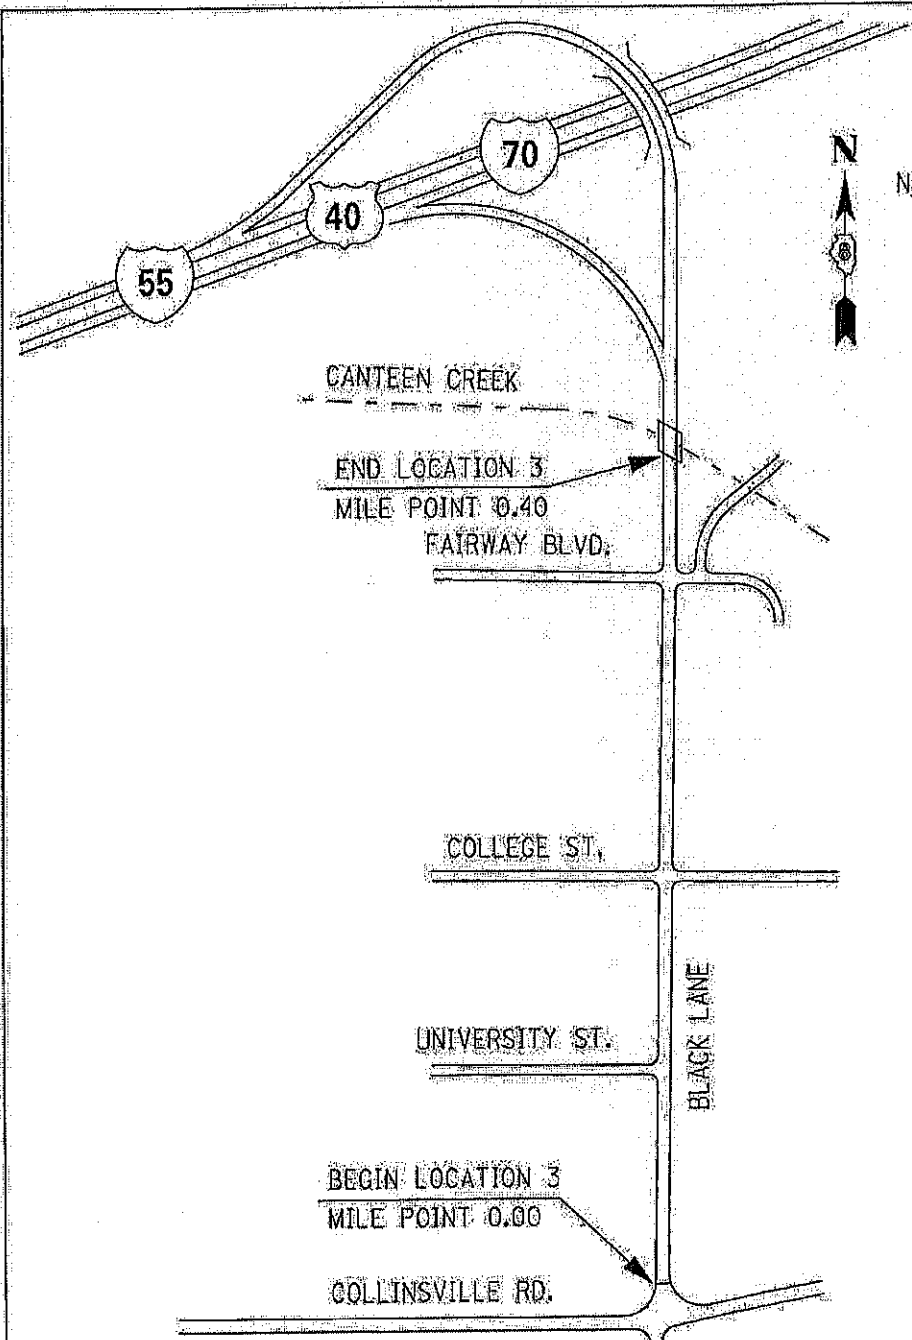 70
N
N
40
55
CANTEEN CREEK
END LOCATION 3
MILE POINT 0.40
FAIRWAY BLVD.
COLLEGE ST.
UNIVERSITY ST.
BLACK LANE
BEGIN LOCATION 3
MILE POINT 0.00
COLLINSVILLE RD.